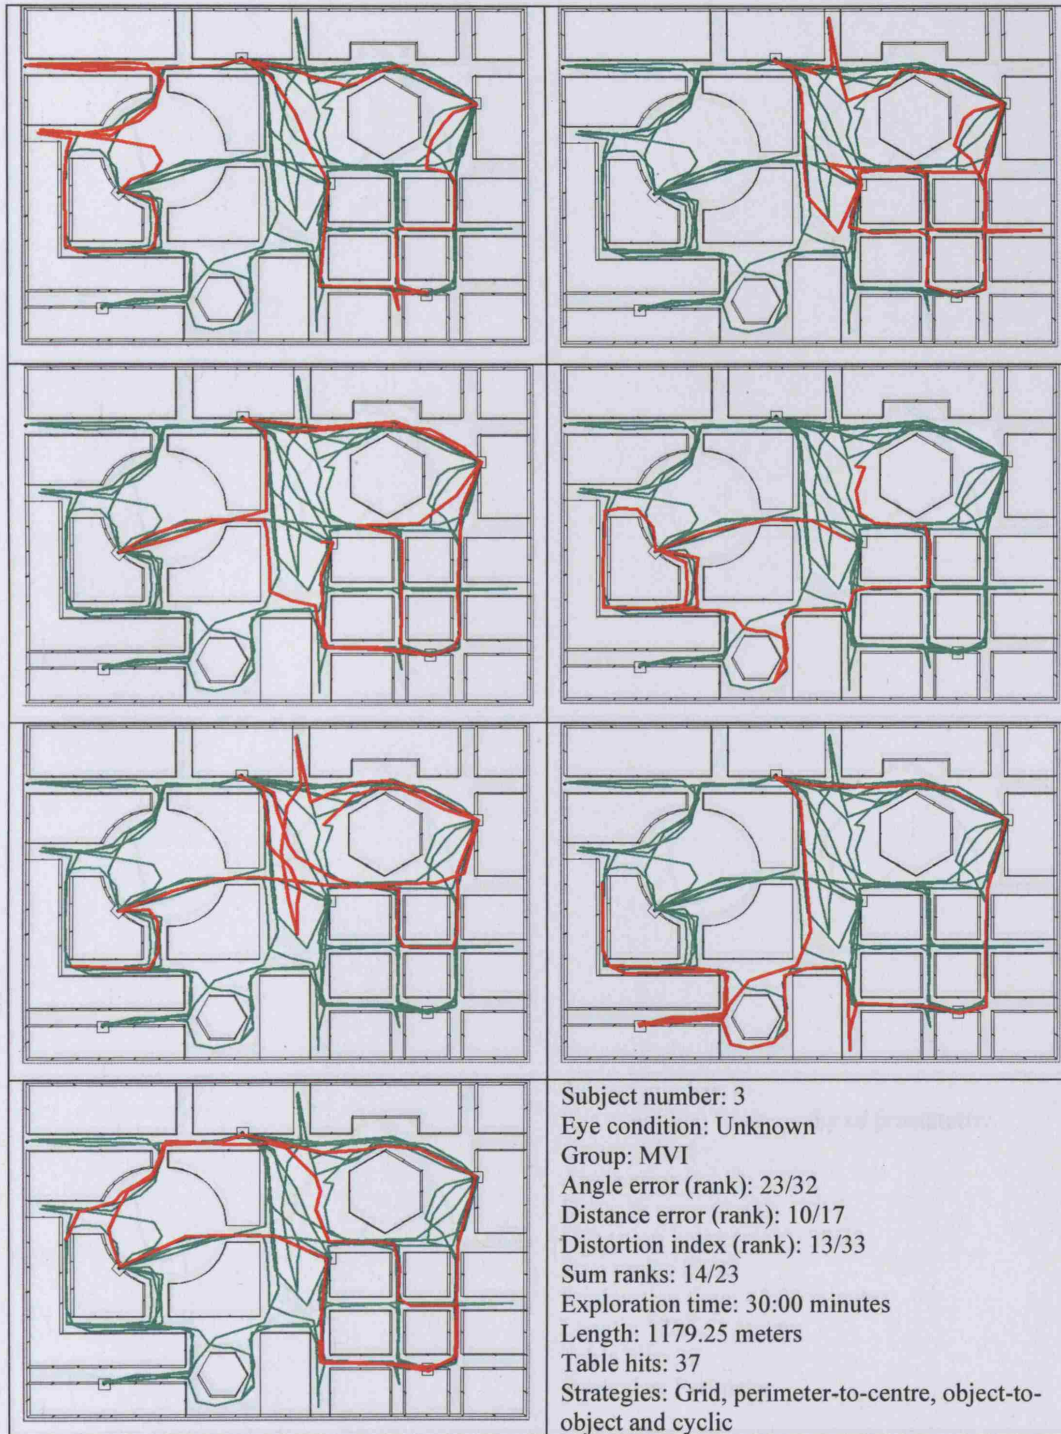 Subject number: 3
Eye condition: Unknown
Group: MVI
Angle error (rank): 23/32
Distance error (rank): 10/17
Distortion index (rank): 13/33
Sum ranks: 14/23
Exploration time: 30:00 minutes
Length: 1179.25 meters
Table hits: 37
Strategies: Grid, perimeter-to-centre, object-to-
object and cyclic